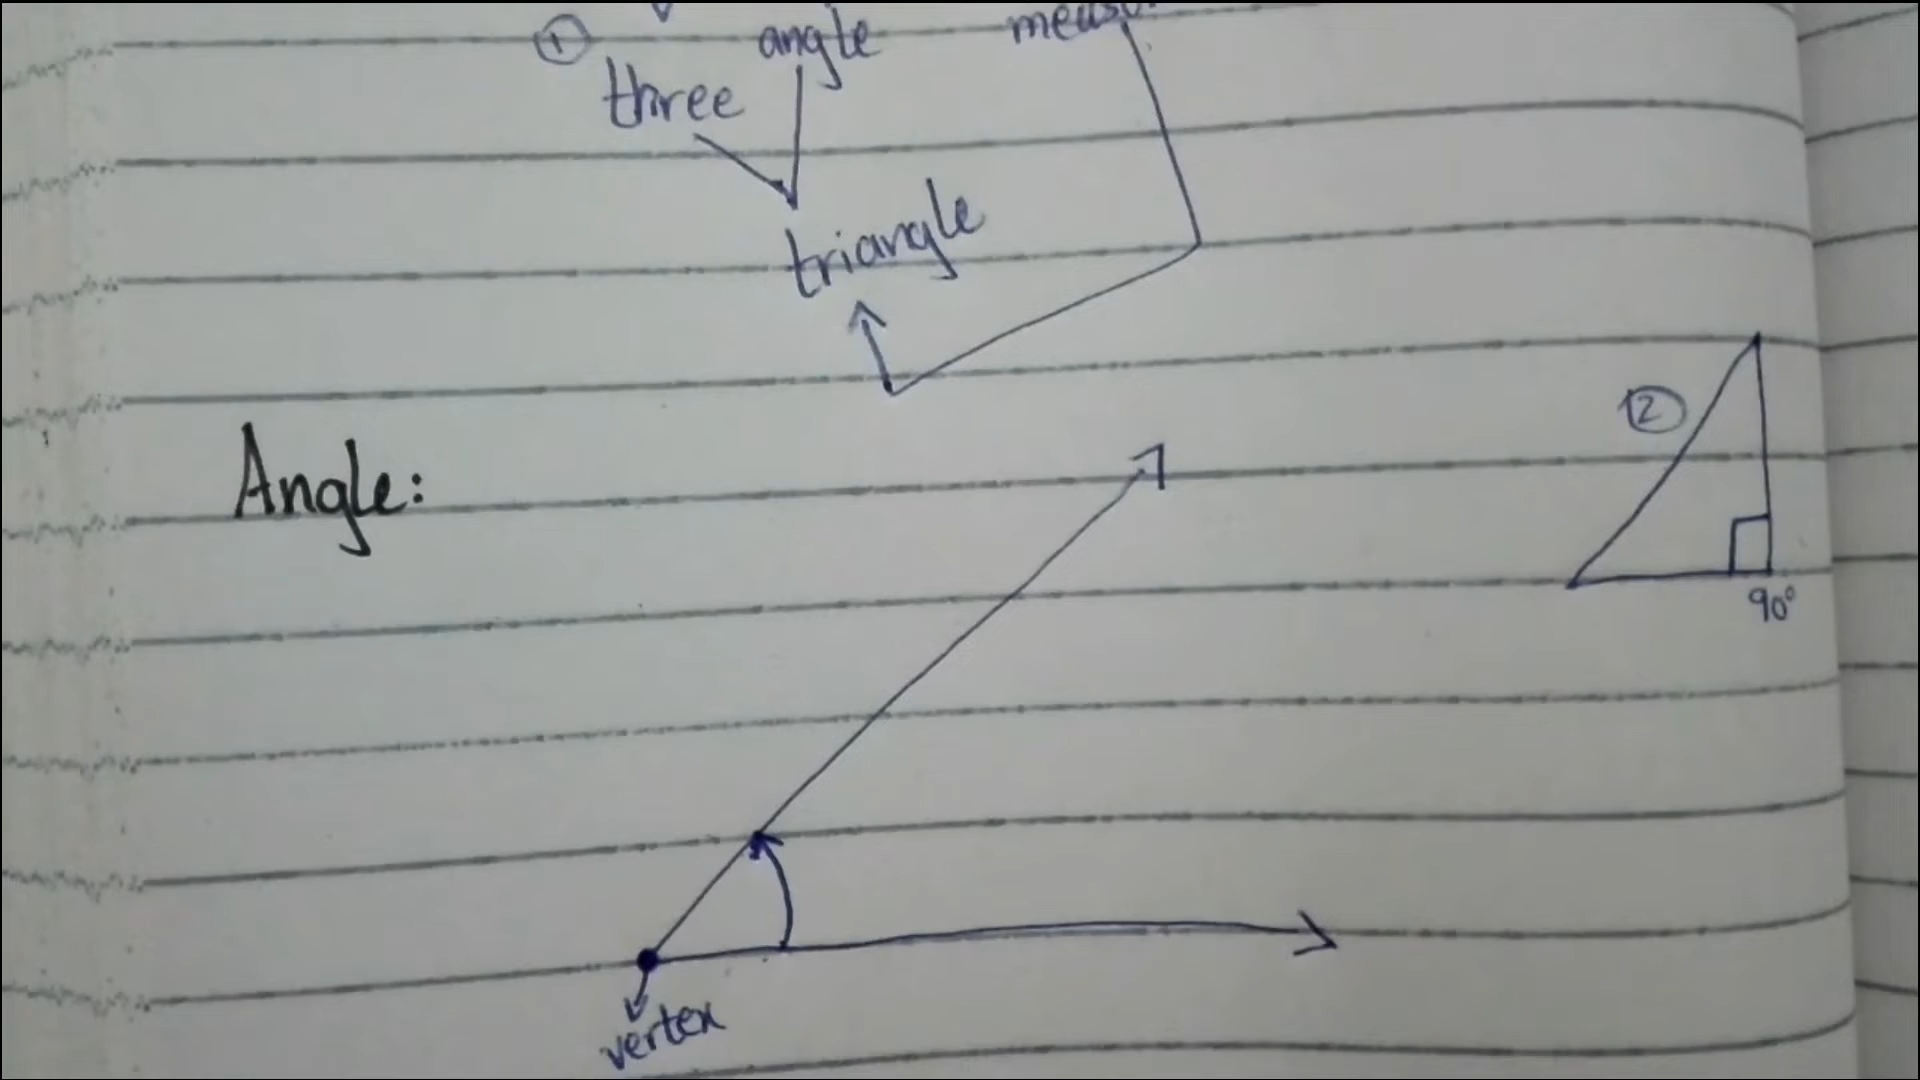 ① angle
three
triangle
Angle:
②
90°
vertex